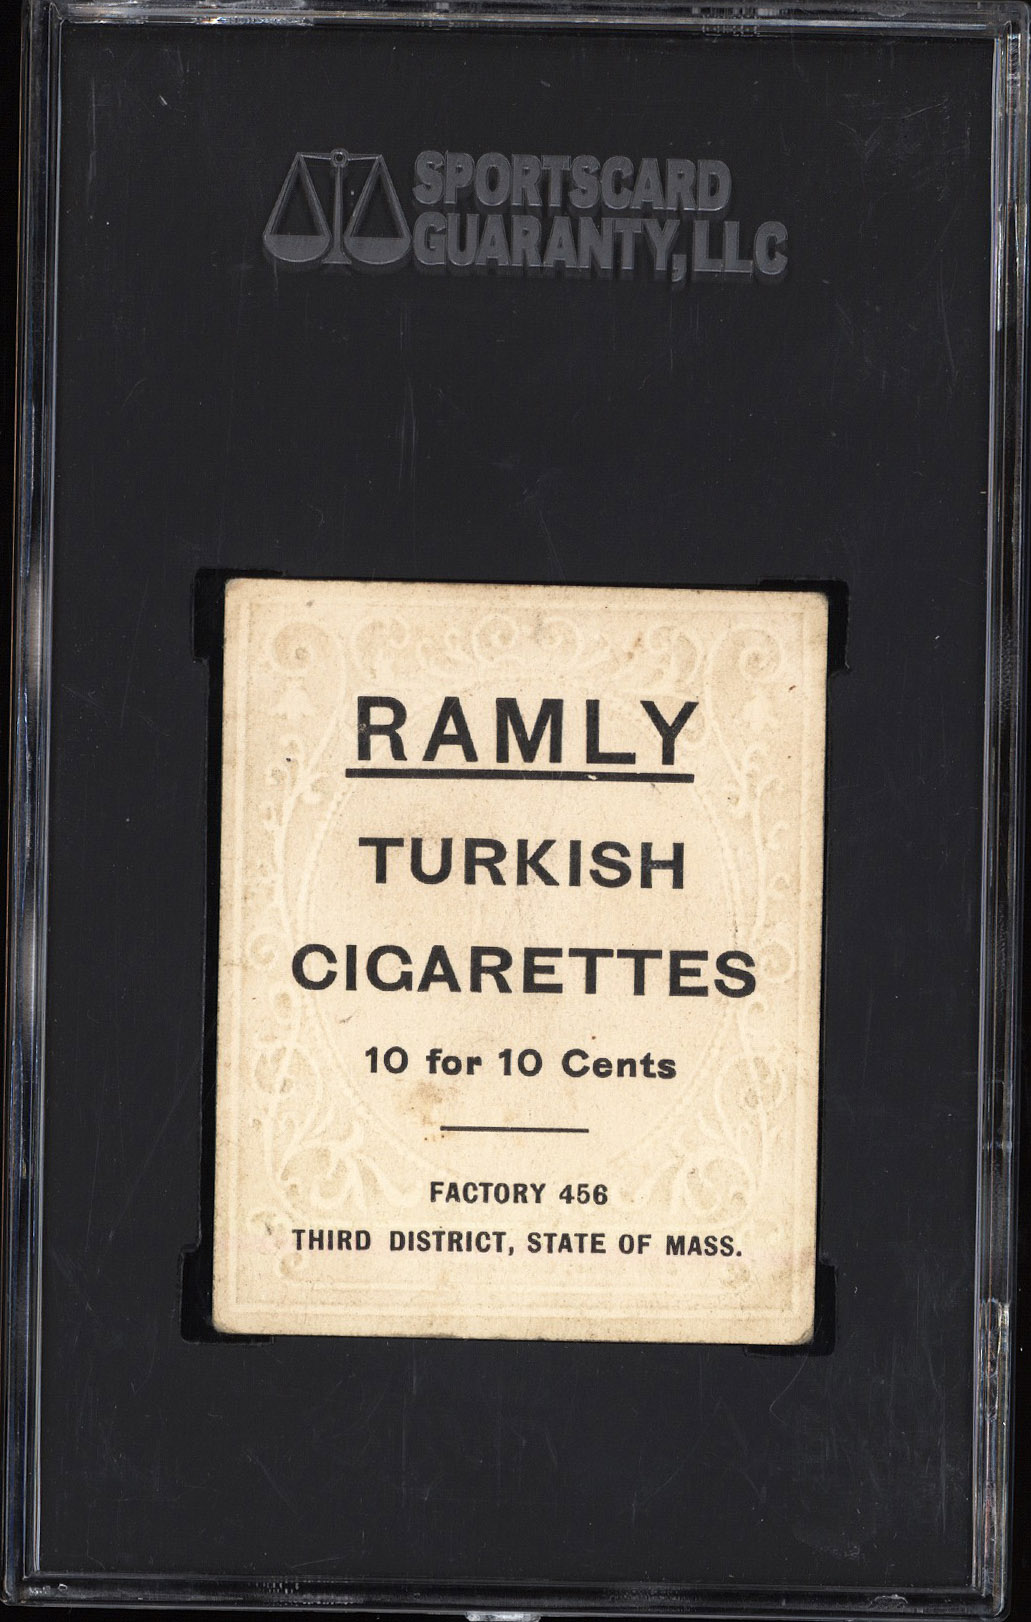 SPORTSCARD
GUARANTY, LLC
RAMLY
TURKISH
CIGARETTES
10 for 10 Cents
FACTORY 456
THIRD DISTRICT, STATE OF MASS.